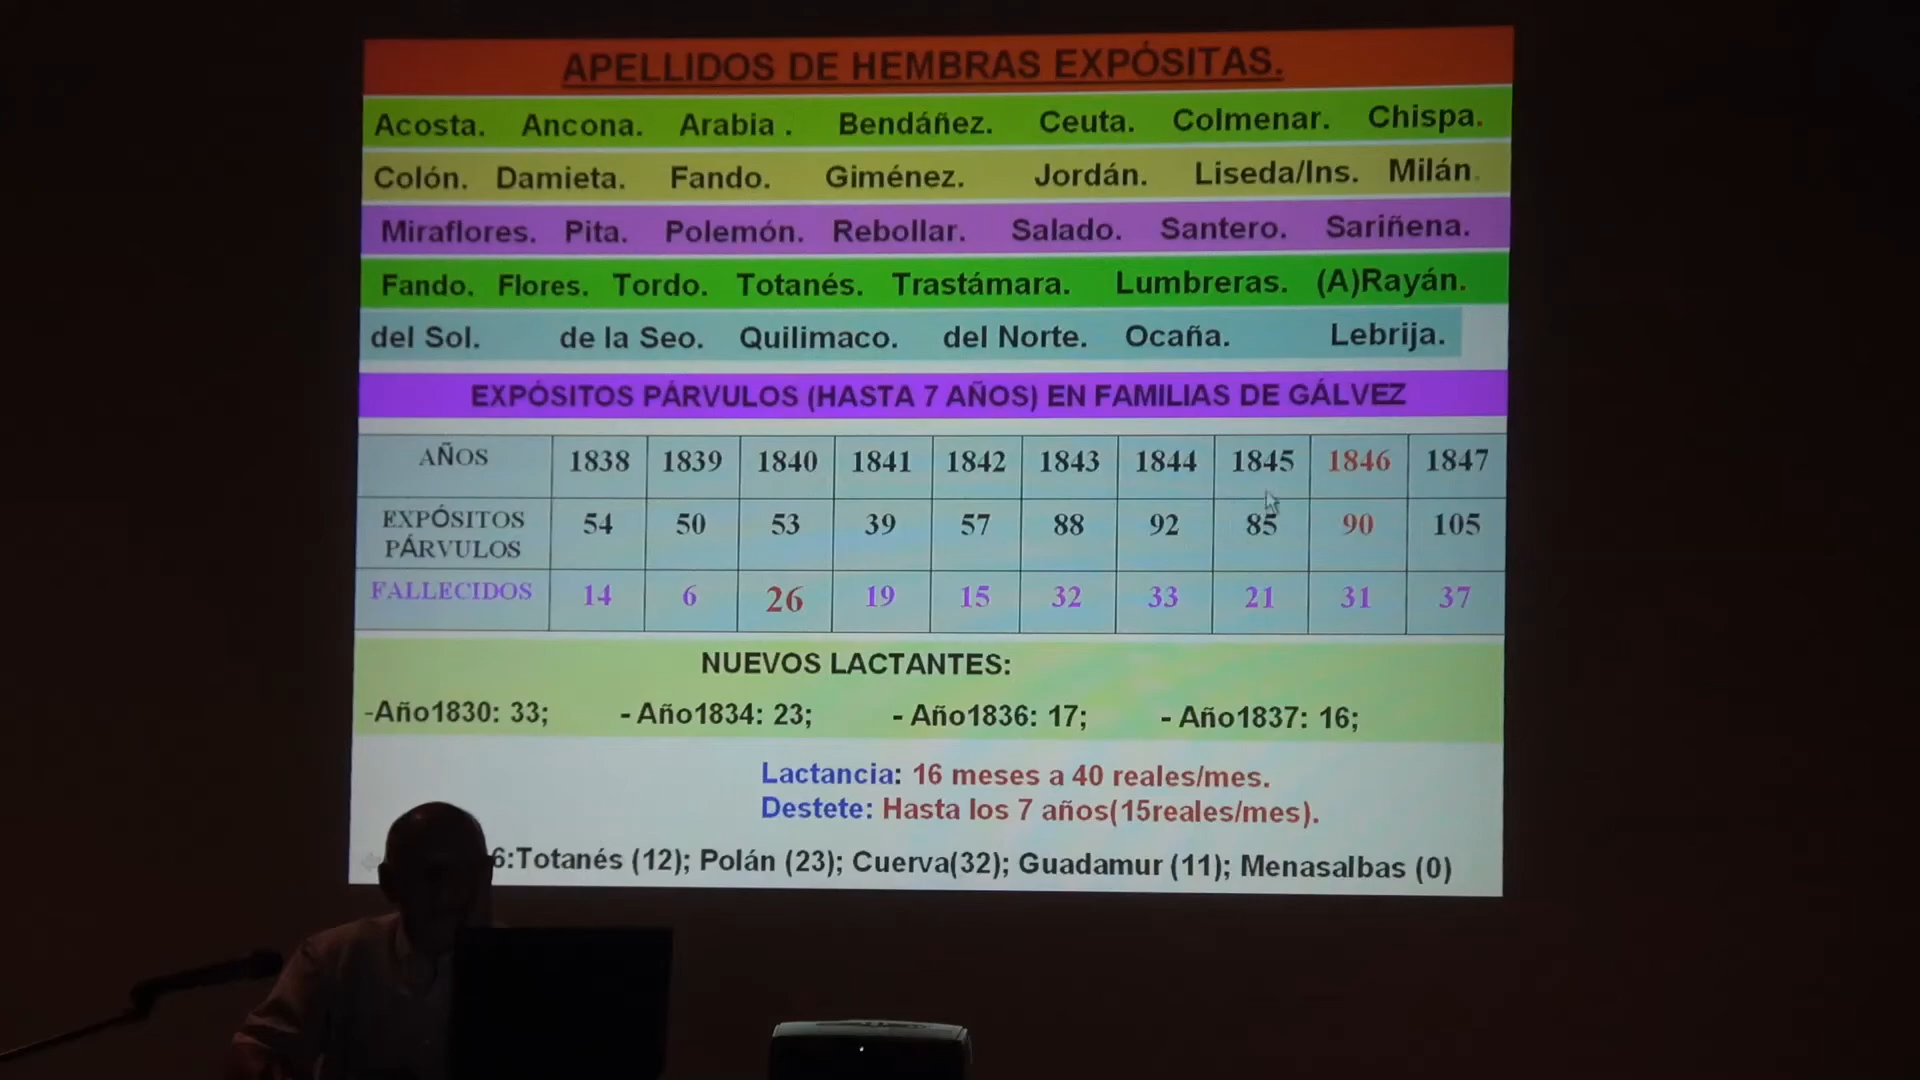 APELLIDOS DE HEMBRAS EXPÓSITAS.
Acosta. Ancona. Arabia . Bendáñez. Ceuta. Colmenar. Chispa.
Colón. Damieta. Fando. Giménez. Jordán. Liseda/Ins. Milán.
Miraflores. Pita. Polemón. Rebollar. Salado. Santero. Sariñena.
Fando. Flores. Tordo. Totanés. Trastámara. Lumbreras. (A)Rayán.
del Sol. de la Seo. Quilimaco. del Norte. Ocaña. Lebrija.
EXPÓSITOS PÁRVULOS (HASTA 7 AÑOS) EN FAMILIAS DE GÁLVEZ
AÑOS 1838 1839 1840 1841 1842 1843 1844 1845 1846 1847
EXPÓSITOS PÁRVULOS 54 50 53 39 57 88 92 85 90 105
FALLECIDOS 14 6 26 19 15 32 33 21 31 37
NUEVOS LACTANTES:
-Año1830: 33; - Año1834: 23; - Año1836: 17; - Año1837: 16;
Lactancia: 16 meses a 40 reales/mes.
Destete: Hasta los 7 años(15reales/mes).
6:Totanés (12); Polán (23); Cuerva(32); Guadamur (11); Menasalbas (0)